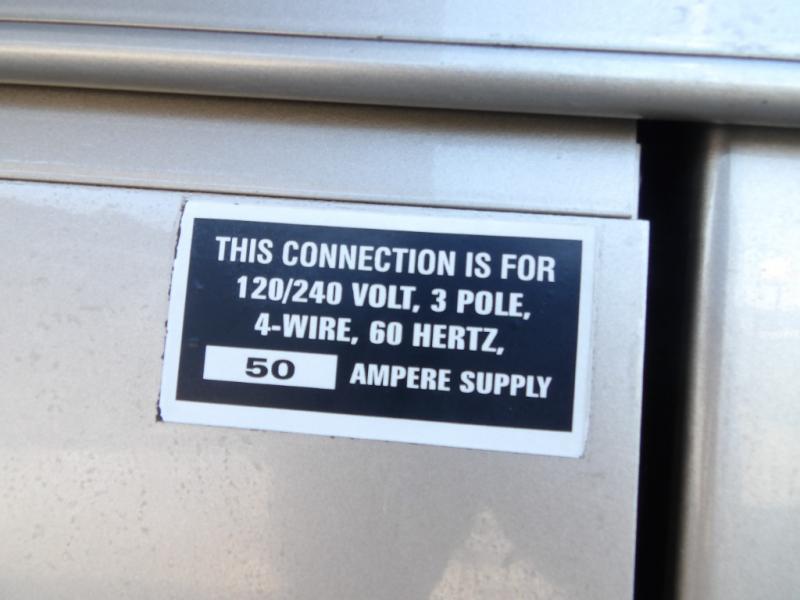 THIS CONNECTION IS FOR
120/240 VOLT, 3 POLE,
4-WIRE, 60 HERTZ,
50 AMPERE SUPPLY